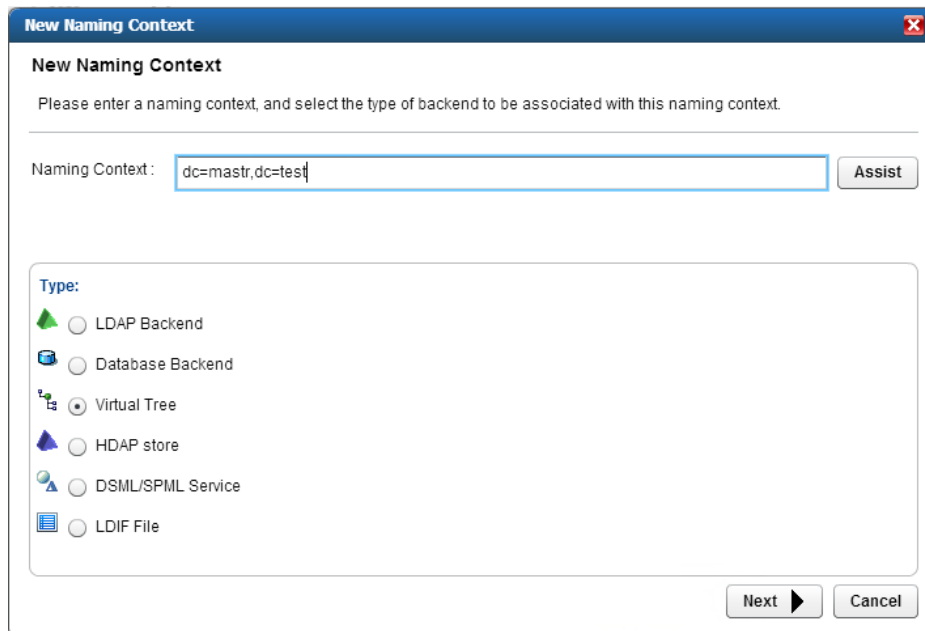 New Naming Context
New Naming Context
Please enter a naming context, and select the type of backend to be associated with this naming context.
Naming Context : dc=mastr,dc=test Assist
Type:
LDAP Backend
Database Backend
Virtual Tree
HDAP store
DSML/SPML Service
LDIF File
Next Cancel